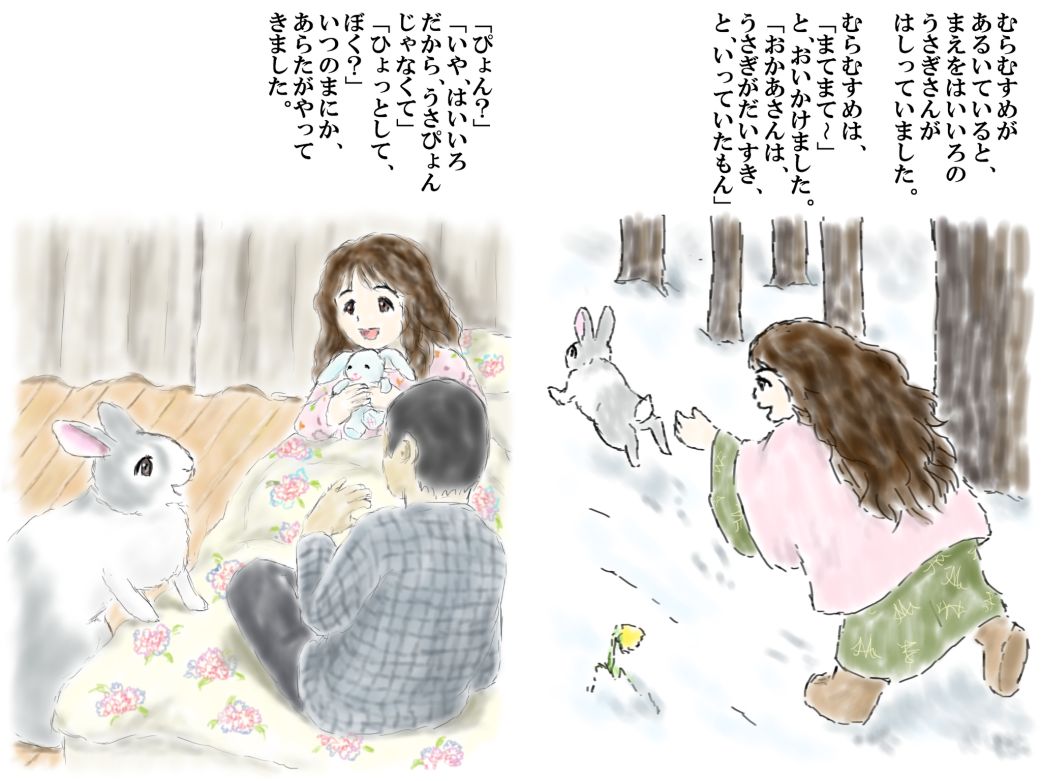 むらむすめが
あるいていると、
まえをはいいろの
うさぎさんが
はしっていました。
むらむすめは、
「まてまて～」
と、おいかけました。
「おかあさんは、
うさぎがだいすき、
と、いっていたもん」
「ぴょん？」
「いや、はいいろ
だから、うさぴょん
じゃなくて」
「ひょっとして、
ぼく？」
いつのまにか、
あらたがやって
きました。